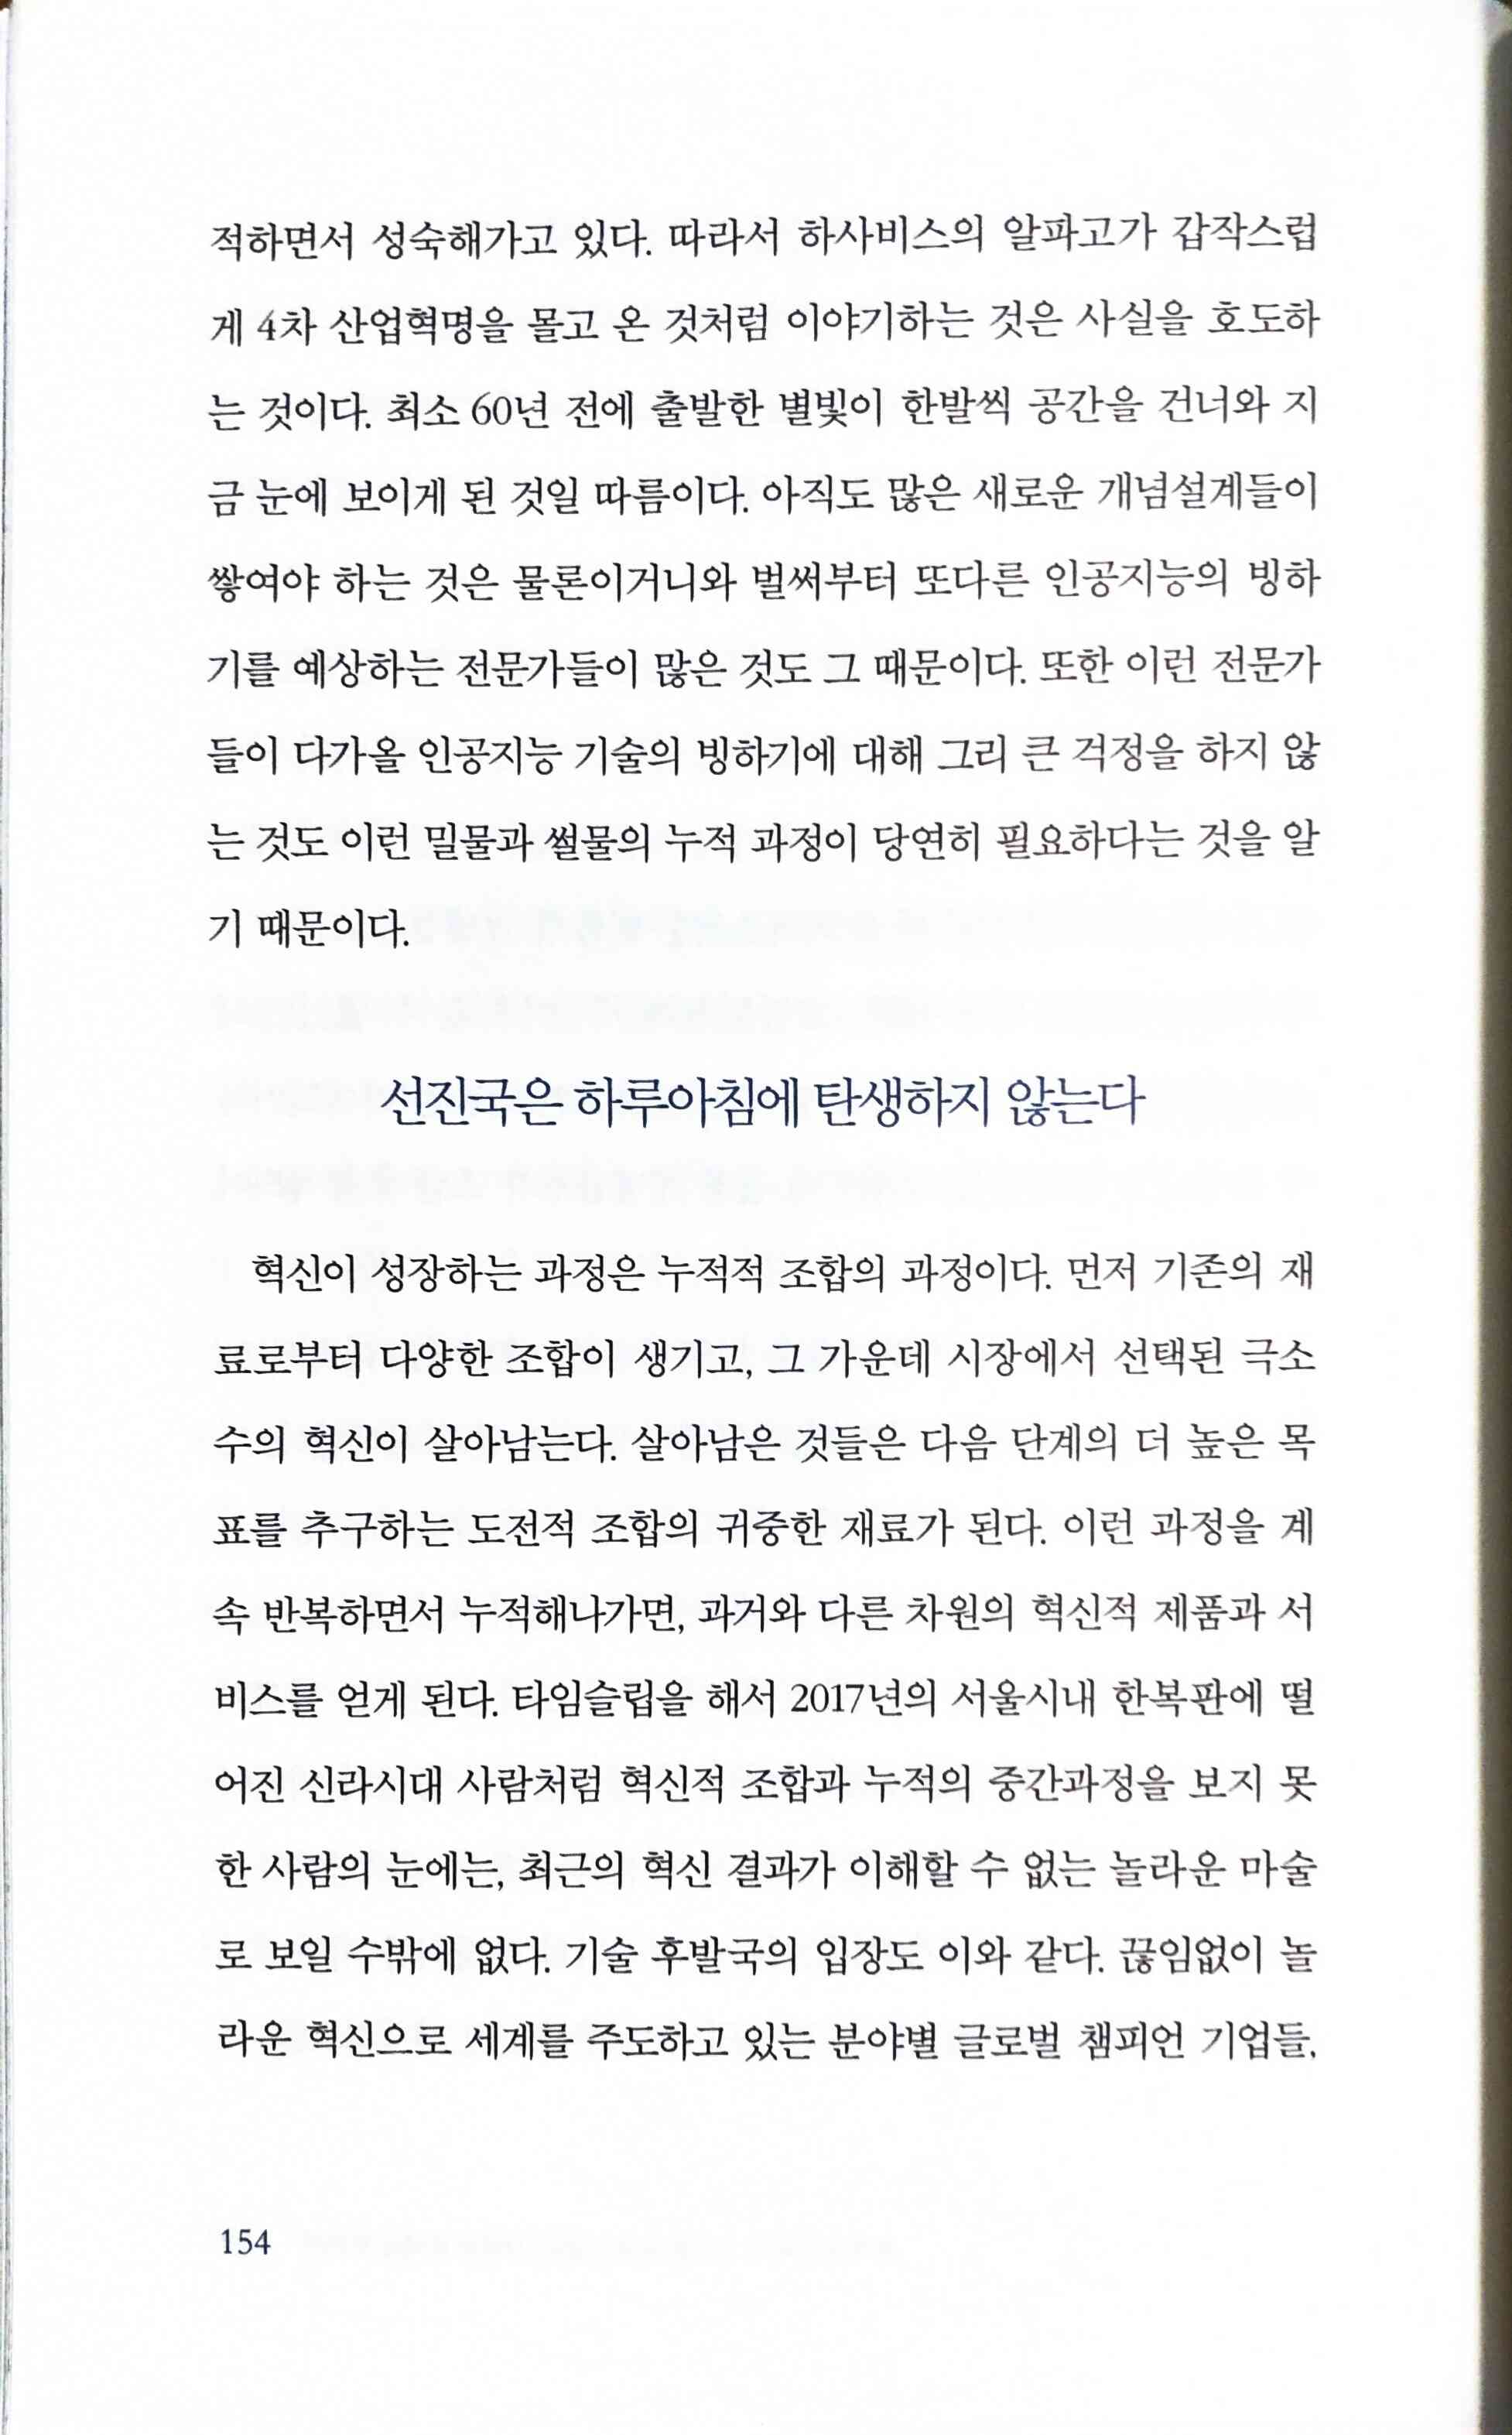 적하면서 성숙해가고 있다. 따라서 하사비스의 알파고가 갑작스럽
게 4차 산업혁명을 몰고 온 것처럼 이야기하는 것은 사실을 호도하
는 것이다. 최소 60년 전에 출발한 별빛이 한발씩 공간을 건너와 지
금 눈에 보이게 된 것일 따름이다. 아직도 많은 새로운 개념설계들이
쌓여야 하는 것은 물론이거니와 벌써부터 또다른 인공지능의 빙하
기를 예상하는 전문가들이 많은 것도 그 때문이다. 또한 이런 전문가
들이 다가올 인공지능 기술의 빙하기에 대해 그리 큰 걱정을 하지 않
는 것도 이런 밀물과 썰물의 누적 과정이 당연히 필요하다는 것을 알
기 때문이다.
선진국은 하루아침에 탄생하지 않는다
혁신이 성장하는 과정은 누적적 조합의 과정이다. 먼저 기존의 재
료로부터 다양한 조합이 생기고, 그 가운데 시장에서 선택된 극소
수의 혁신이 살아남는다. 살아남은 것들은 다음 단계의 더 높은 목
표를 추구하는 도전적 조합의 귀중한 재료가 된다. 이런 과정을 계
속 반복하면서 누적해나가면, 과거와 다른 차원의 혁신적 제품과 서
비스를 얻게 된다. 타임슬립을 해서 2017년의 서울시내 한복판에 떨
어진 신라시대 사람처럼 혁신적 조합과 누적의 중간과정을 보지 못
한 사람의 눈에는, 최근의 혁신 결과가 이해할 수 없는 놀라운 마술
로 보일 수밖에 없다. 기술 후발국의 입장도 이와 같다. 끊임없이 놀
라운 혁신으로 세계를 주도하고 있는 분야별 글로벌 챔피언 기업들,
154